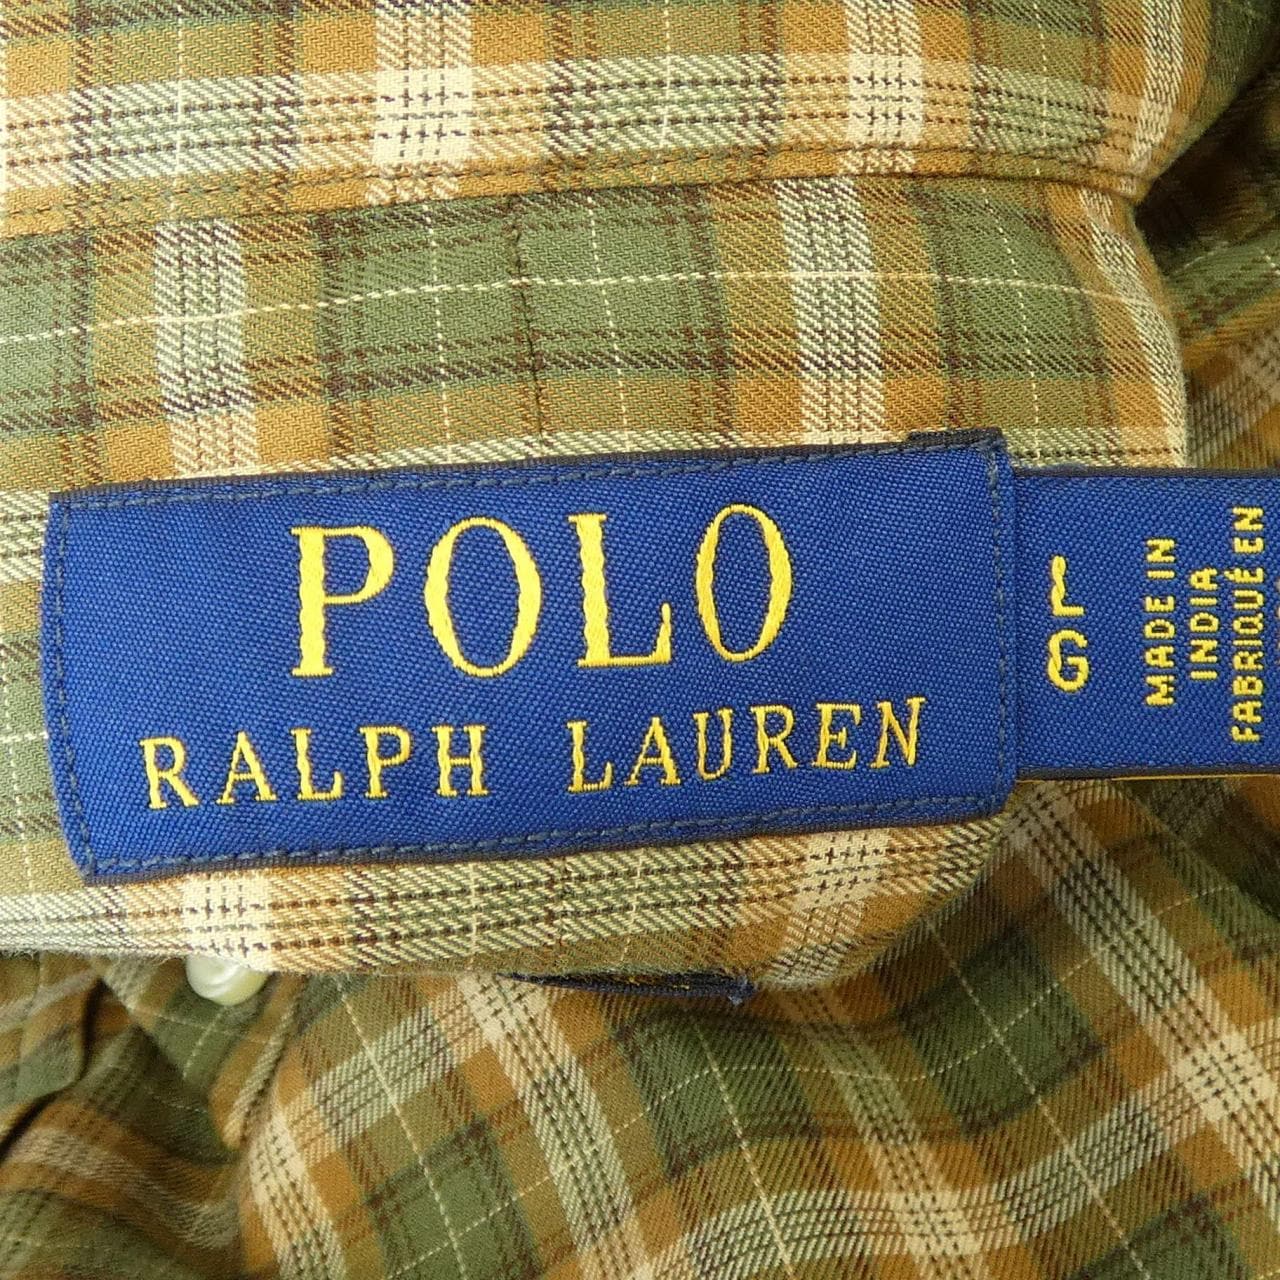 POLO
RALPH LAUREN
L
G
MADE IN
INDIA
FABRIQUÉ EN